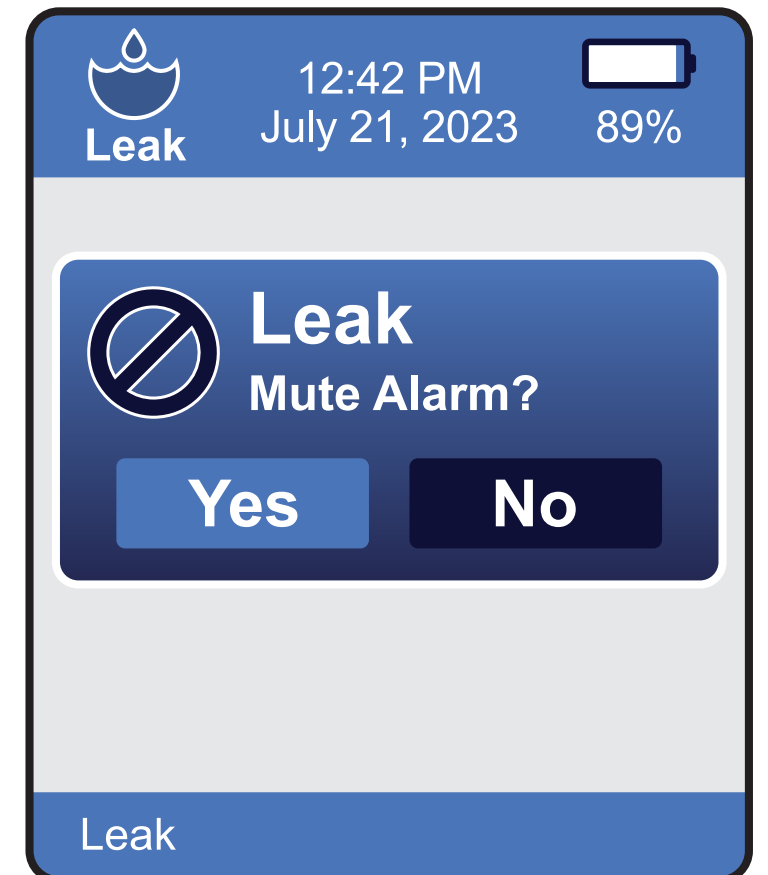 Leak
12:42 PM
July 21, 2023
89%
Leak
Mute Alarm?
Yes
No
Leak